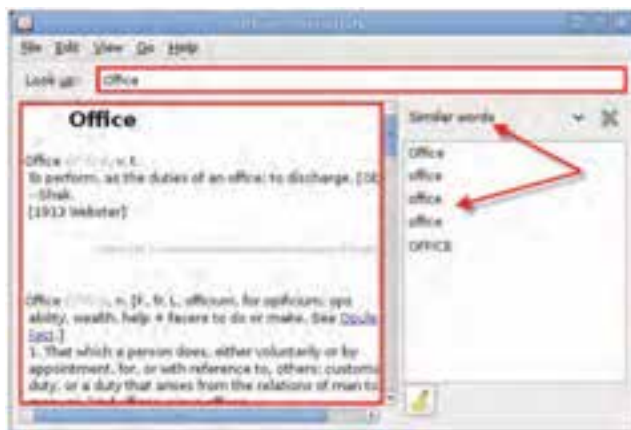 File Edit View Go Help
Look up: Office
Office
Office v. t.
To perform, as the duties of an office; to discharge.
--Shak.
[1913 Webster]
Office n. [F., fr. L. officium, for opificium; ops
ability, wealth, help + facere to do or make. See
1. That which a person does, either voluntarily or by
appointment, for, or with reference to, others; customa
duty, or a duty that arises from the relations of man to
Similar words
Office
office
office
office
OFFICE